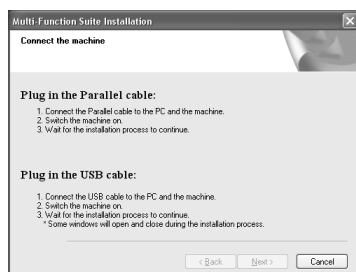 Multi-Function Suite Installation
Connect the machine
Plug in the Parallel cable:
1. Connect the Parallel cable to the PC and the machine.
2. Switch the machine on.
3. Wait for the installation process to continue.
Plug in the USB cable:
1. Connect the USB cable to the PC and the machine.
2. Switch the machine on.
3. Wait for the installation process to continue.
* Some windows will open and close during the installation process.
< Back Next > Cancel